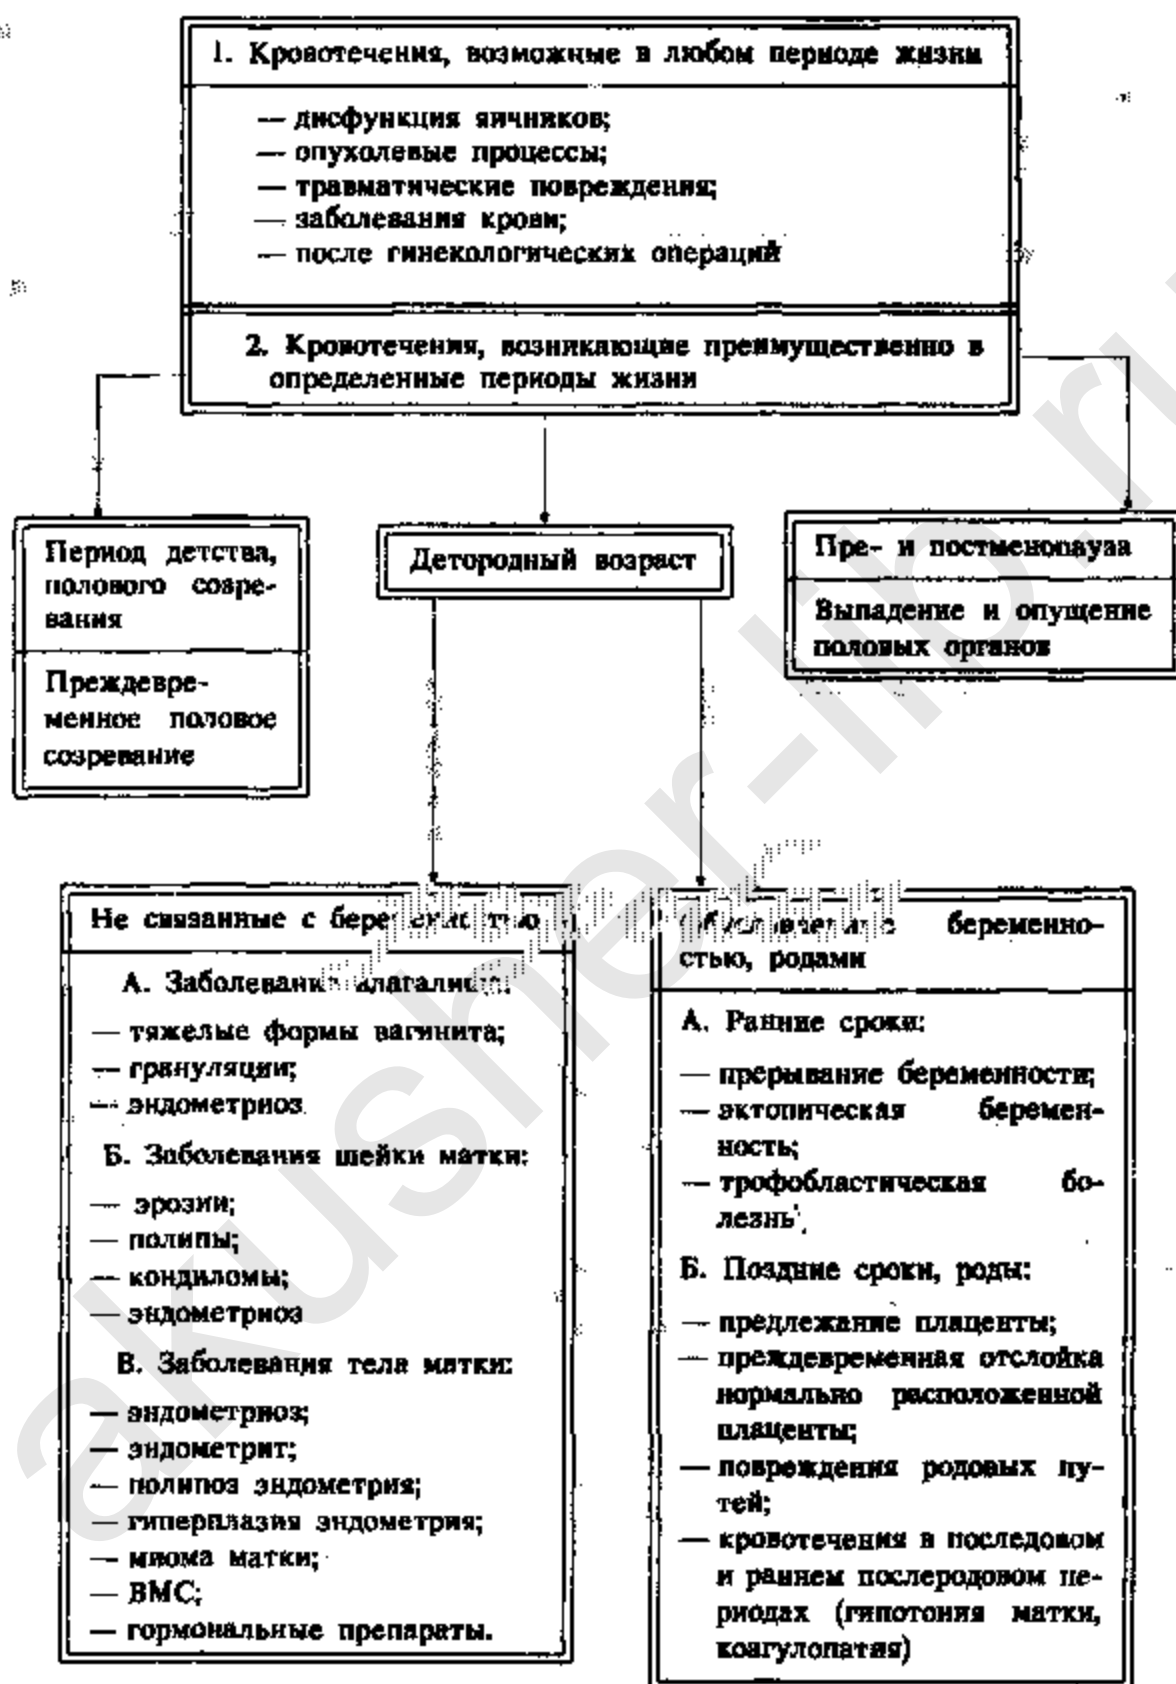 1. Кровотечения, возможные в любом периоде жизни
— дисфункция яичников;
— опухолевые процессы;
— травматические повреждения;
— заболевания крови;
— после гинекологических операций
2. Кровотечения, возникающие преимущественно в
определенные периоды жизни
Период детства,
полового созре-
вания
Преждевре-
менное половое
созревание
Детородный возраст
Пре- и постменопауза
Выпадение и опущение
половых органов
Не связанные с беременностью
А. Заболевания влагалища:
— тяжелые формы вагинита;
— грануляции;
— эндометриоз
Б. Заболевания шейки матки:
— эрозии;
— полипы;
— кондиломы;
— эндометриоз
В. Заболевания тела матки:
— эндометриоз;
— эндометрит;
— полипоз эндометрия;
— гиперплазия эндометрия;
— миома матки;
— ВМС;
— гормональные препараты.
Обусловленные беременно-
стью, родами
А. Ранние сроки:
— прерывание беременности;
— эктопическая беремен-
ность;
— трофобластическая бо-
лезнь.
Б. Поздние сроки, роды:
— предлежание плаценты;
— преждевременная отслойка
нормально расположенной
плаценты;
— повреждения родовых пу-
тей;
— кровотечения в последовом
и раннем послеродовом пе-
риодах (гипотония матки,
коагулопатия)
akusher-lib.ru